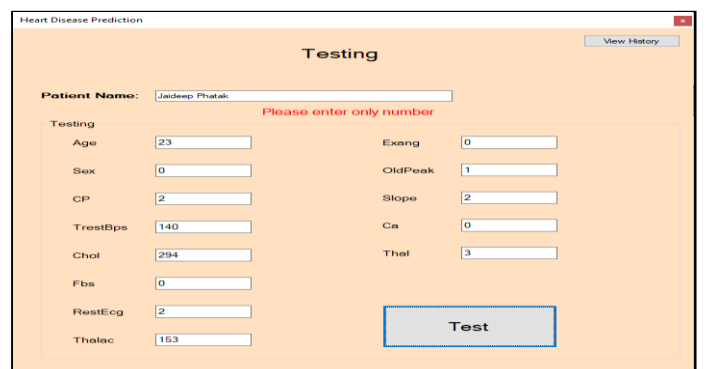 Heart Disease Prediction
x
View History
Testing
Patient Name: Jaideep Phatak
Please enter only number
Testing
Age 23
Sex 0
CP 2
TrestBps 140
Chol 294
Fbs 0
RestEcg 2
Thalac 153
Exang 0
OldPeak 1
Slope 2
Ca 0
Thal 3
Test